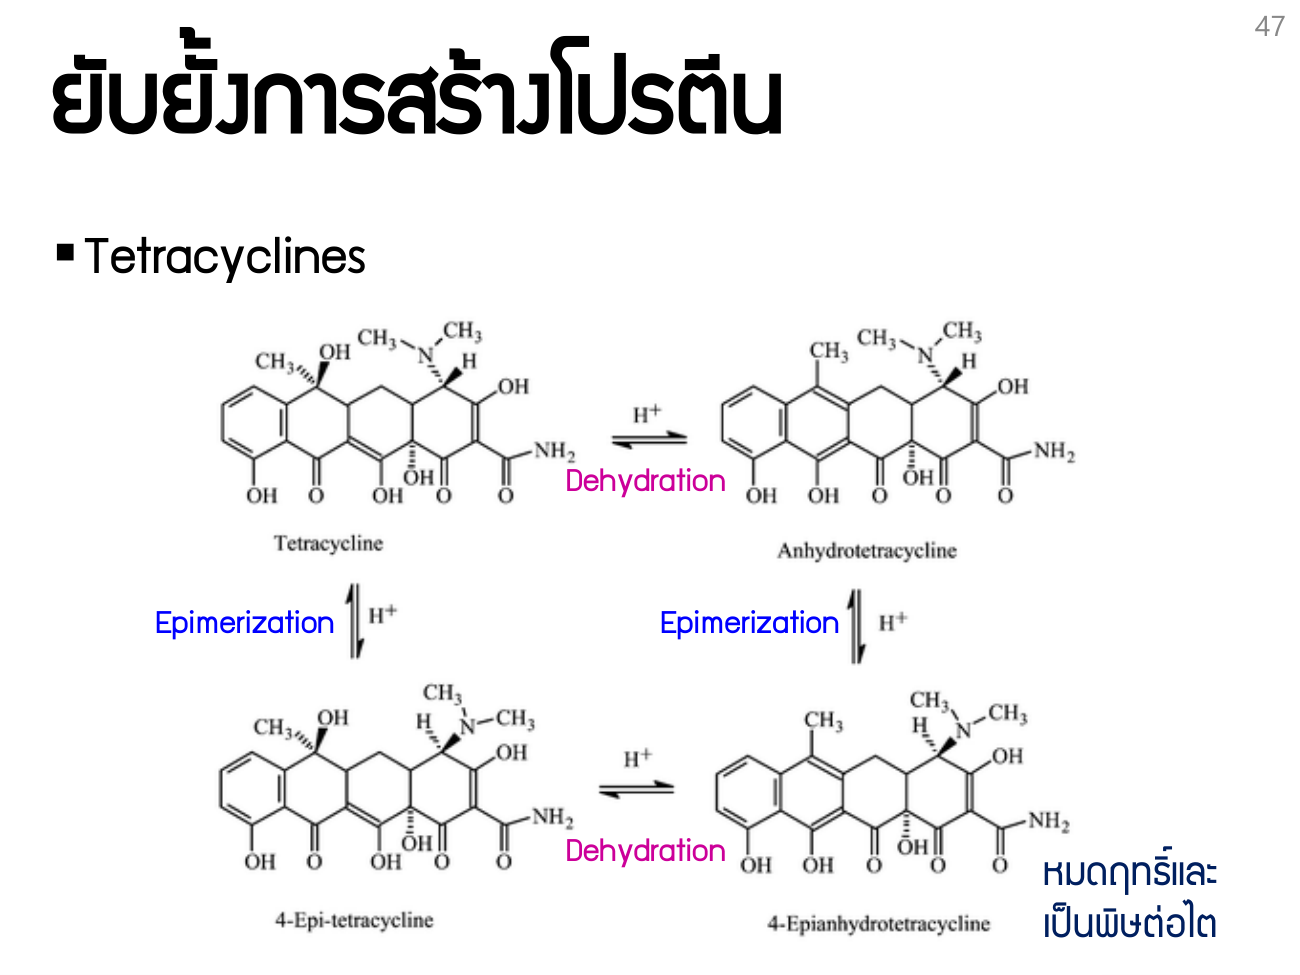 47
ยับยั้งการสร้างโปรตีน
▪ Tetracyclines
CH3 OH CH3 N CH3 H OH NH2 OH O OH OH O O
H+
Dehydration
CH3 CH3 N CH3 H OH NH2 OH OH O OH O O
Tetracycline
Anhydrotetracycline
Epimerization H+
Epimerization H+
CH3 OH CH3 H N CH3 OH NH2 OH O OH OH O O
H+
Dehydration
CH3 CH3 H N CH3 OH NH2 OH OH O OH O O
4-Epi-tetracycline
4-Epianhydrotetracycline
หมดฤทธิ์และ
เป็นพิษต่อไต